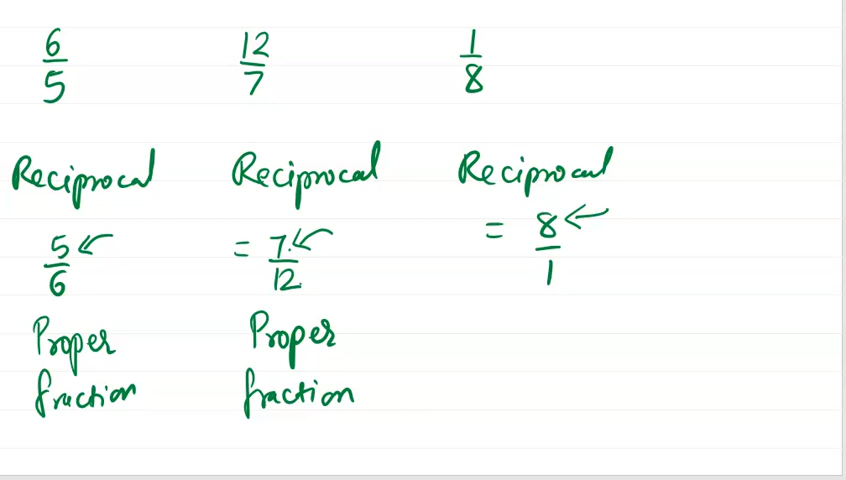 6/5 12/7 1/8
Reciprocal Reciprocal Reciprocal
5/6 = 7/12 = 8/1
Proper Proper
fraction fraction